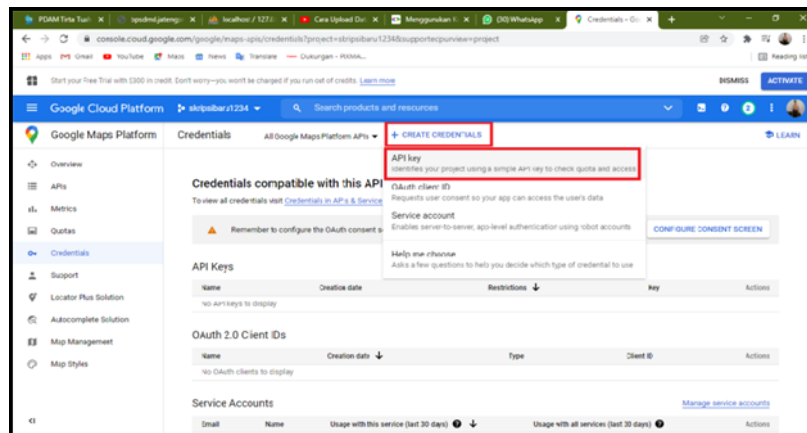 PDAM Tirta Tuah
bpsdmd.jatengp
localhost / 127.0.
Cara Upload Dat
Menggunakan
(30) WhatsApp
Credentials – Goo
console.cloud.google.com/google/maps-apis/credentials?project=skripsibaru1234&supportedpurview=project
Apps
Gmail
YouTube
Maps
News
Translate
Dukungan - PIXMA...
Reading list
Start your Free Trial with $300 in credit. Don't worry—you won't be charged if you run out of credits. Learn more
DISMISS
ACTIVATE
Google Cloud Platform
skripsibaru1234
Search products and resources
2
Google Maps Platform
Credentials
All Google Maps Platform APIs
+ CREATE CREDENTIALS
LEARN
API key
Identifies your project using a simple API key to check quota and access
OAuth client ID
Requests user consent so your app can access the user's data
Service account
Enables server-to-server, app-level authentication using robot accounts
Help me choose
Asks a few questions to help you decide which type of credential to use
Overview
APIs
Metrics
Quotas
Credentials
Support
Locator Plus Solution
Autocomplete Solution
Map Management
Map Styles
Credentials compatible with this API
To view all credentials visit Credentials in APIs & Service
Remember to configure the OAuth consent s
CONFIGURE CONSENT SCREEN
API Keys
Name Creation date Restrictions Key Actions
No API keys to display
OAuth 2.0 Client IDs
Name Creation date Type Client ID Actions
No OAuth clients to display
Service Accounts
Manage service accounts
Email Name Usage with this service (last 30 days) Usage with all services (last 30 days) Actions